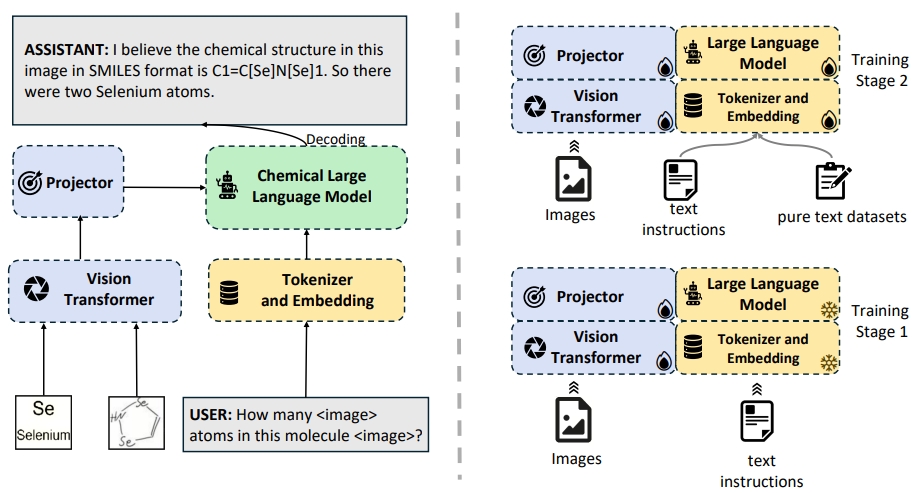 ASSISTANT: I believe the chemical structure in this
image in SMILES format is C1=C[Se]N[Se]1. So there
were two Selenium atoms.
Decoding
Projector
Chemical Large
Language Model
Vision
Transformer
Tokenizer
and Embedding
Se
Selenium
Se
HN
Se
USER: How many <image>
atoms in this molecule <image>?
Projector
Large Language
Model
Vision
Transformer
Tokenizer and
Embedding
Training
Stage 2
Images
text
instructions
pure text datasets
Projector
Large Language
Model
Vision
Transformer
Tokenizer and
Embedding
Training
Stage 1
Images
text
instructions